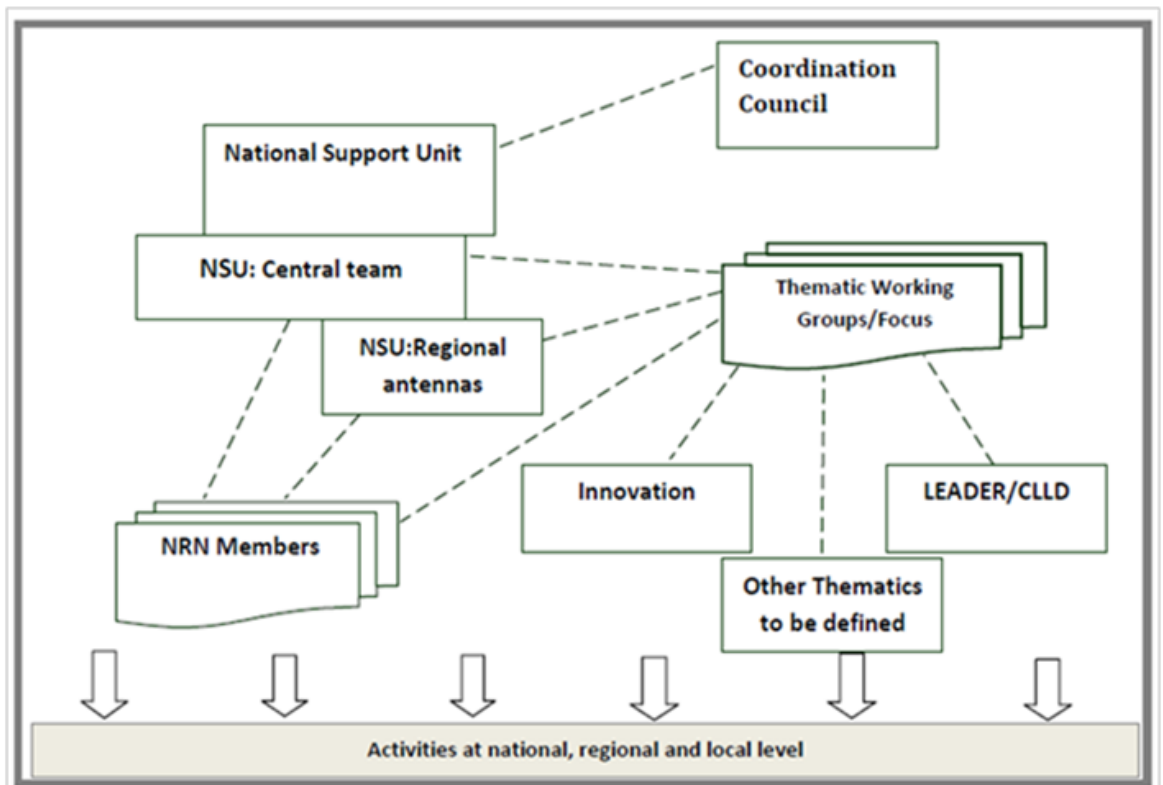 Coordination
Council
National Support Unit
NSU: Central team
Thematic Working
Groups/Focus
NSU:Regional
antennas
Innovation
LEADER/CLLD
NRN Members
Other Thematics
to be defined
Activities at national, regional and local level